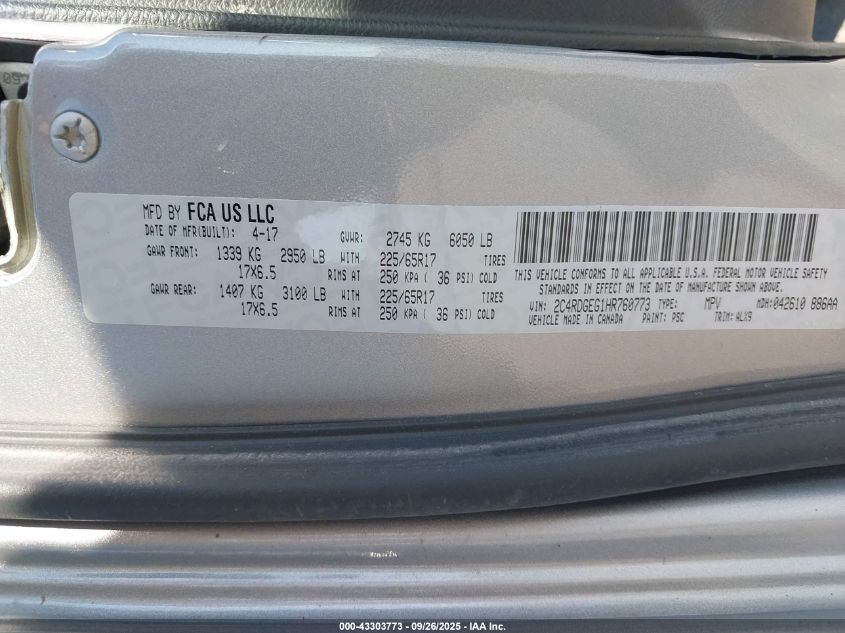 MFD BY FCA US LLC
DATE OF MFR(BUILT): 4-17 GVWR: 2745 KG 6050 LB
GAWR FRONT: 1339 KG 2950 LB WITH 225/65R17 TIRES
17X6.5 RIMS AT 250 KPA ( 36 PSI) COLD
GAWR REAR: 1407 KG 3100 LB WITH 225/65R17 TIRES
17X6.5 RIMS AT 250 KPA ( 36 PSI) COLD
THIS VEHICLE CONFORMS TO ALL APPLICABLE U.S.A. FEDERAL MOTOR VEHICLE SAFETY
STANDARDS IN EFFECT ON THE DATE OF MANUFACTURE SHOWN ABOVE.
VIN: 2C4RDGEG1HR760773 TYPE: MPV MDH:042610 886AA
VEHICLE MADE IN CANADA PAINT: PSC TRIM: ALX9
000-43303773 - 09/26/2025 - IAA Inc.